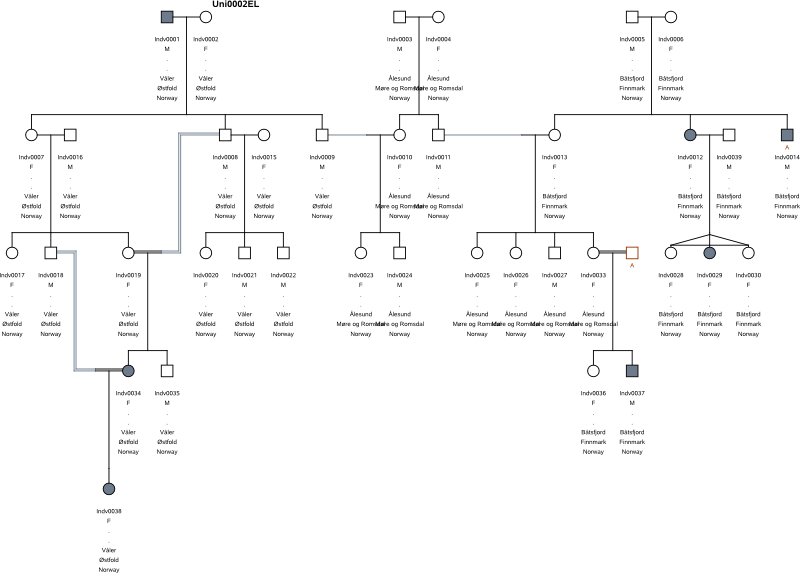 Uni0002EL
Indv0001 Indv0002 Indv0003 Indv0004 Indv0005 Indv0006
M F M F M F
. . . . . .
. . . . . .
Våler Våler Ålesund Ålesund Båtsfjord Båtsfjord
Østfold Østfold Møre og Romsdal Møre og Romsdal Finnmark Finnmark
Norway Norway Norway Norway Norway Norway
Indv0007 Indv0016 Indv0008 Indv0015 Indv0009 Indv0010 Indv0011 Indv0013 Indv0012 Indv0039 A Indv0014
F M M F M F M F F M M
. . . . . . . . . . .
. . . . . . . . . . .
Våler Våler Våler Våler Våler Ålesund Ålesund Båtsfjord Båtsfjord Båtsfjord Båtsfjord
Østfold Østfold Østfold Østfold Østfold Møre og Romsdal Møre og Romsdal Finnmark Finnmark Finnmark Finnmark
Norway Norway Norway Norway Norway Norway Norway Norway Norway Norway Norway
Indv0017 Indv0018 Indv0019 Indv0020 Indv0021 Indv0022 Indv0023 Indv0024 Indv0025 Indv0026 Indv0027 Indv0033 A Indv0028 Indv0029 Indv0030
F M F F M M F M F F M F F F F
. . . . . . . . . . . . . . .
. . . . . . . . . . . . . . .
Våler Våler Våler Våler Våler Våler Ålesund Ålesund Ålesund Ålesund Ålesund Ålesund Båtsfjord Båtsfjord Båtsfjord
Østfold Østfold Østfold Østfold Østfold Østfold Møre og Romsdal Møre og Romsdal Møre og Romsdal Møre og Romsdal Møre og Romsdal Møre og Romsdal Finnmark Finnmark Finnmark
Norway Norway Norway Norway Norway Norway Norway Norway Norway Norway Norway Norway Norway Norway Norway
Indv0034 Indv0035 Indv0036 Indv0037
F M F M
. . . .
. . . .
Våler Våler Båtsfjord Båtsfjord
Østfold Østfold Finnmark Finnmark
Norway Norway Norway Norway
Indv0038
F
.
.
Våler
Østfold
Norway